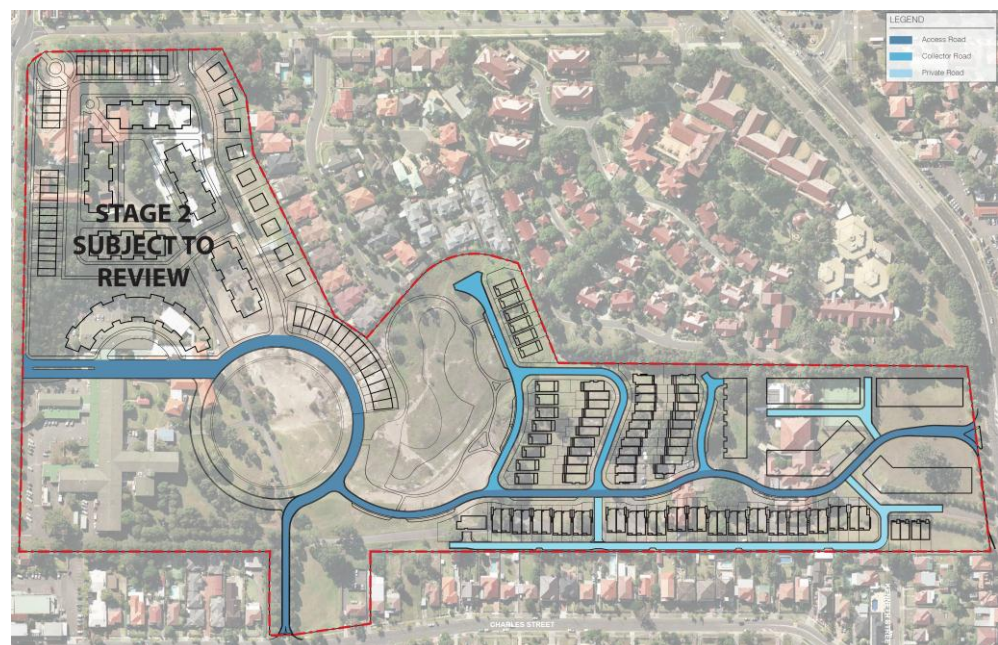 LEGEND
Access Road
Collector Road
Private Road
STAGE 2
SUBJECT TO
REVIEW
CHARLES STREET